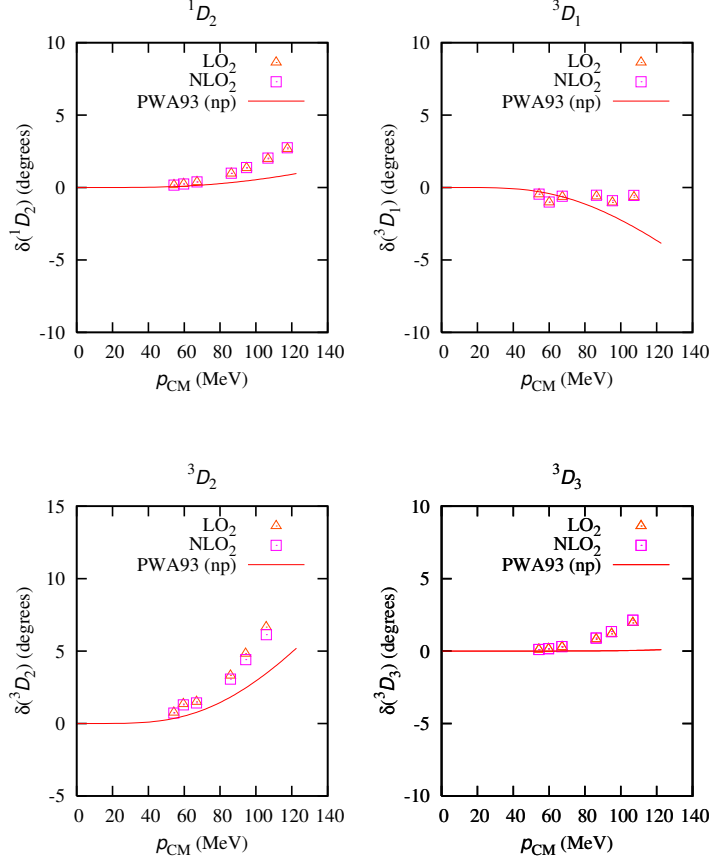 ¹D₂
10
5
0
-5
-10
δ(¹D₂) (degrees)
LO₂
NLO₂
PWA93 (np)
0 20 40 60 80 100 120 140
p_CM (MeV)
³D₁
10
5
0
-5
-10
δ(³D₁) (degrees)
LO₂
NLO₂
PWA93 (np)
0 20 40 60 80 100 120 140
p_CM (MeV)
³D₂
15
10
5
0
-5
δ(³D₂) (degrees)
LO₂
NLO₂
PWA93 (np)
0 20 40 60 80 100 120 140
p_CM (MeV)
³D₃
10
5
0
-5
-10
δ(³D₃) (degrees)
LO₂
NLO₂
PWA93 (np)
0 20 40 60 80 100 120 140
p_CM (MeV)